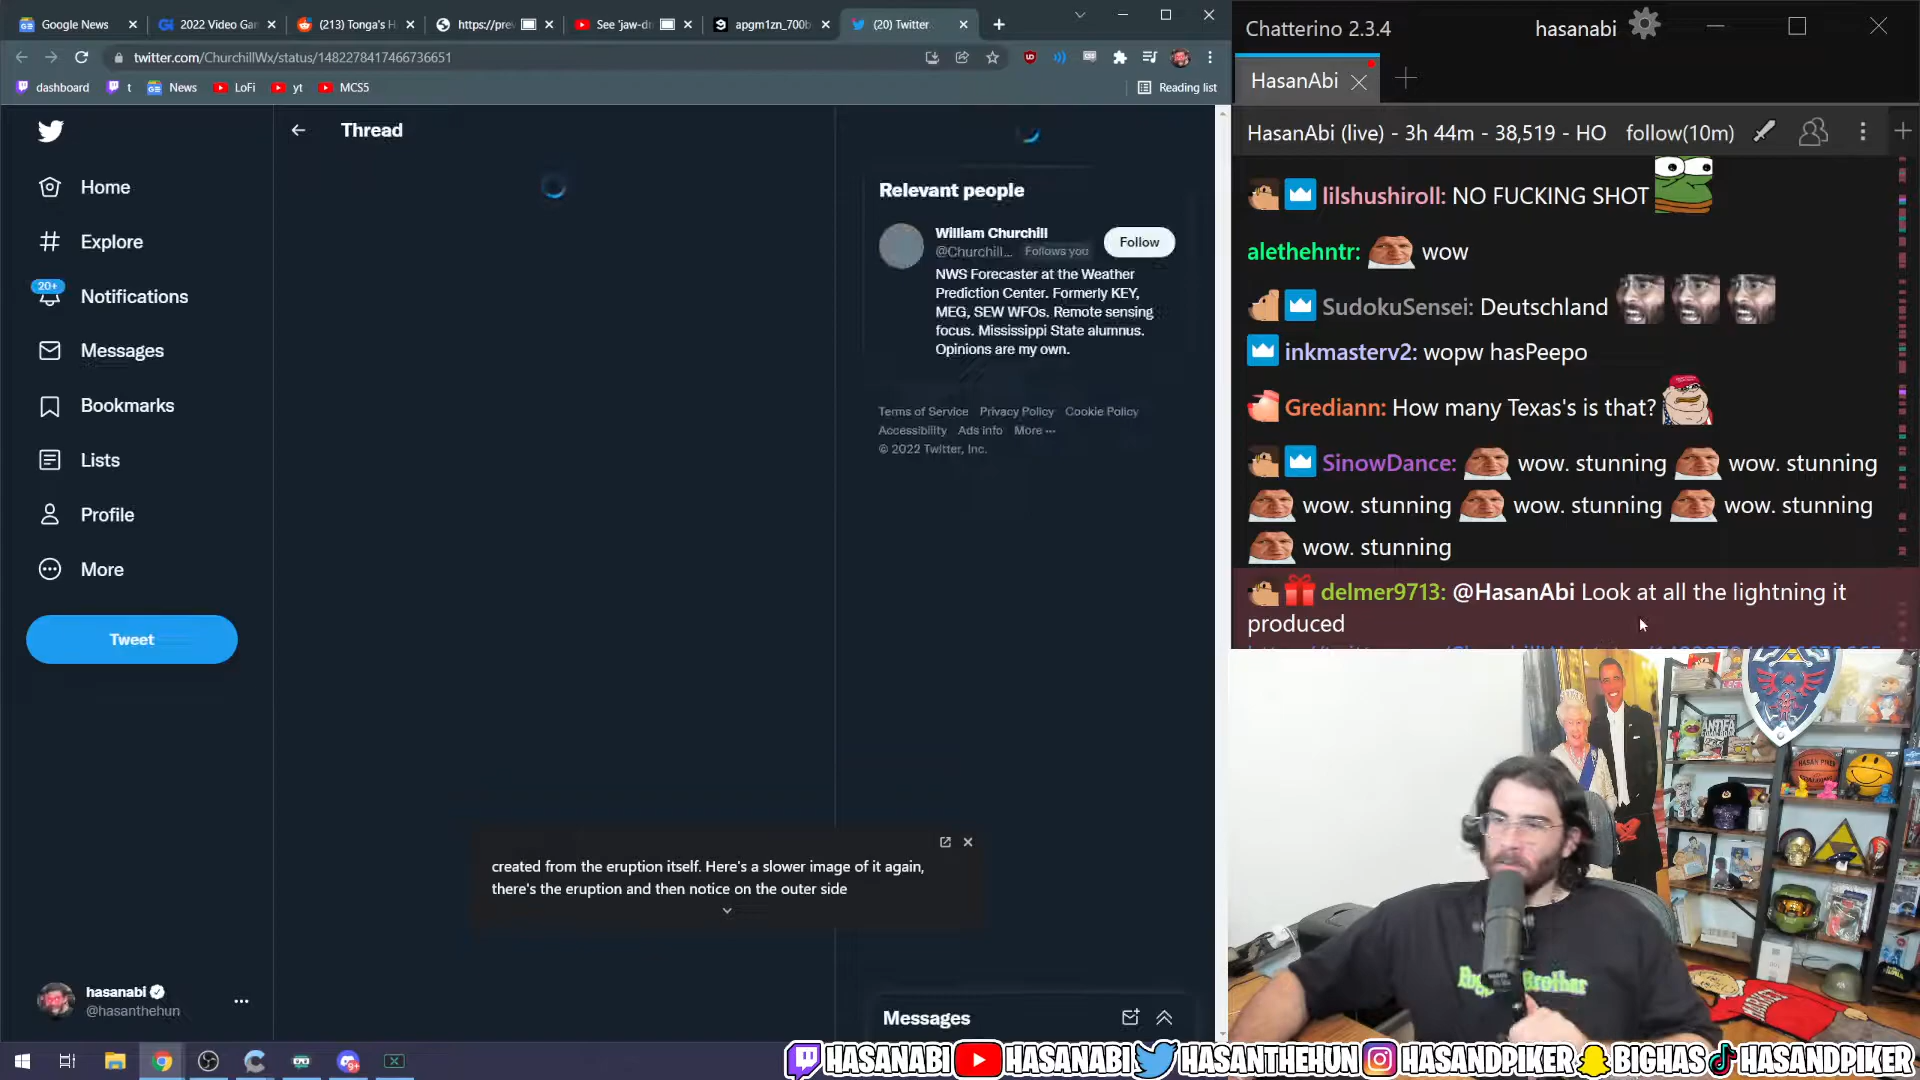 Google News
2022 Video Gar
(213) Tonga's H
https://pre
See 'jaw-dr
apgm1zn_700b
(20) Twitter
twitter.com/ChurchillWx/status/1482278417466736651
dashboard
t
News
LoFi
yt
MCS5
Reading list
Thread
Home
Explore
20+
Notifications
Messages
Bookmarks
Lists
Profile
More
Tweet
Relevant people
William Churchill
@Churchill...
Follows you
Follow
NWS Forecaster at the Weather
Prediction Center. Formerly KEY,
MEG, SEW WFOs. Remote sensing
focus. Mississippi State alumnus.
Opinions are my own.
Terms of Service Privacy Policy Cookie Policy
Accessibility Ads info More ···
© 2022 Twitter, Inc.
created from the eruption itself. Here's a slower image of it again,
there's the eruption and then notice on the outer side
hasanabi
@hasanthehun
Messages
Chatterino 2.3.4
hasanabi
HasanAbi
HasanAbi (live) - 3h 44m - 38,519 - HO
follow(10m)
lilshushiroll: NO FUCKING SHOT
alethehntr: wow
SudokuSensei: Deutschland
inkmasterv2: wopw hasPeepo
Grediann: How many Texas's is that?
SinowDance: wow. stunning wow. stunning
wow. stunning wow. stunning wow. stunning
wow. stunning
delmer9713: @HasanAbi Look at all the lightning it
produced
ANTIFA
HASAN PIKER
Brother
HASANABI HASANABI HASANTHEHUN HASANDPIKER BIGHAS HASANDPIKER